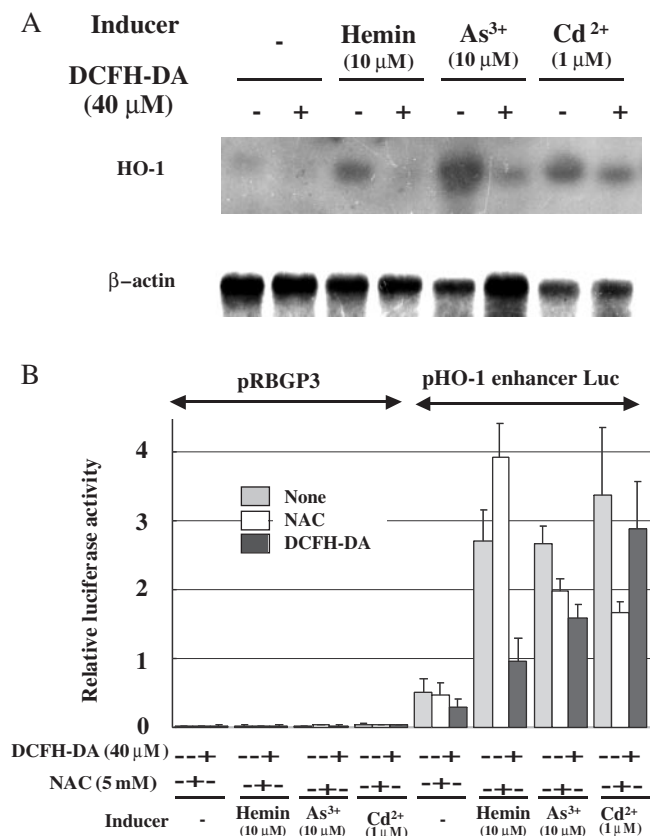 A
Inducer - Hemin As³⁺ Cd²⁺
(10 µM) (10 µM) (1 µM)
DCFH-DA
(40 µM) - + - + - + - +
HO-1
β-actin
B
pRBGP3 pHO-1 enhancer Luc
Relative luciferase activity
4
3
2
1
0
None
NAC
DCFH-DA
DCFH-DA (40 µM) --+ --+ --+ --+ --+ --+ --+ --+
NAC (5 mM) -+- -+- -+- -+- -+- -+- -+- -+-
Inducer - Hemin As³⁺ Cd²⁺ - Hemin As³⁺ Cd²⁺
(10 µM) (10 µM) (1 µM) (10 µM) (10 µM) (1 µM)